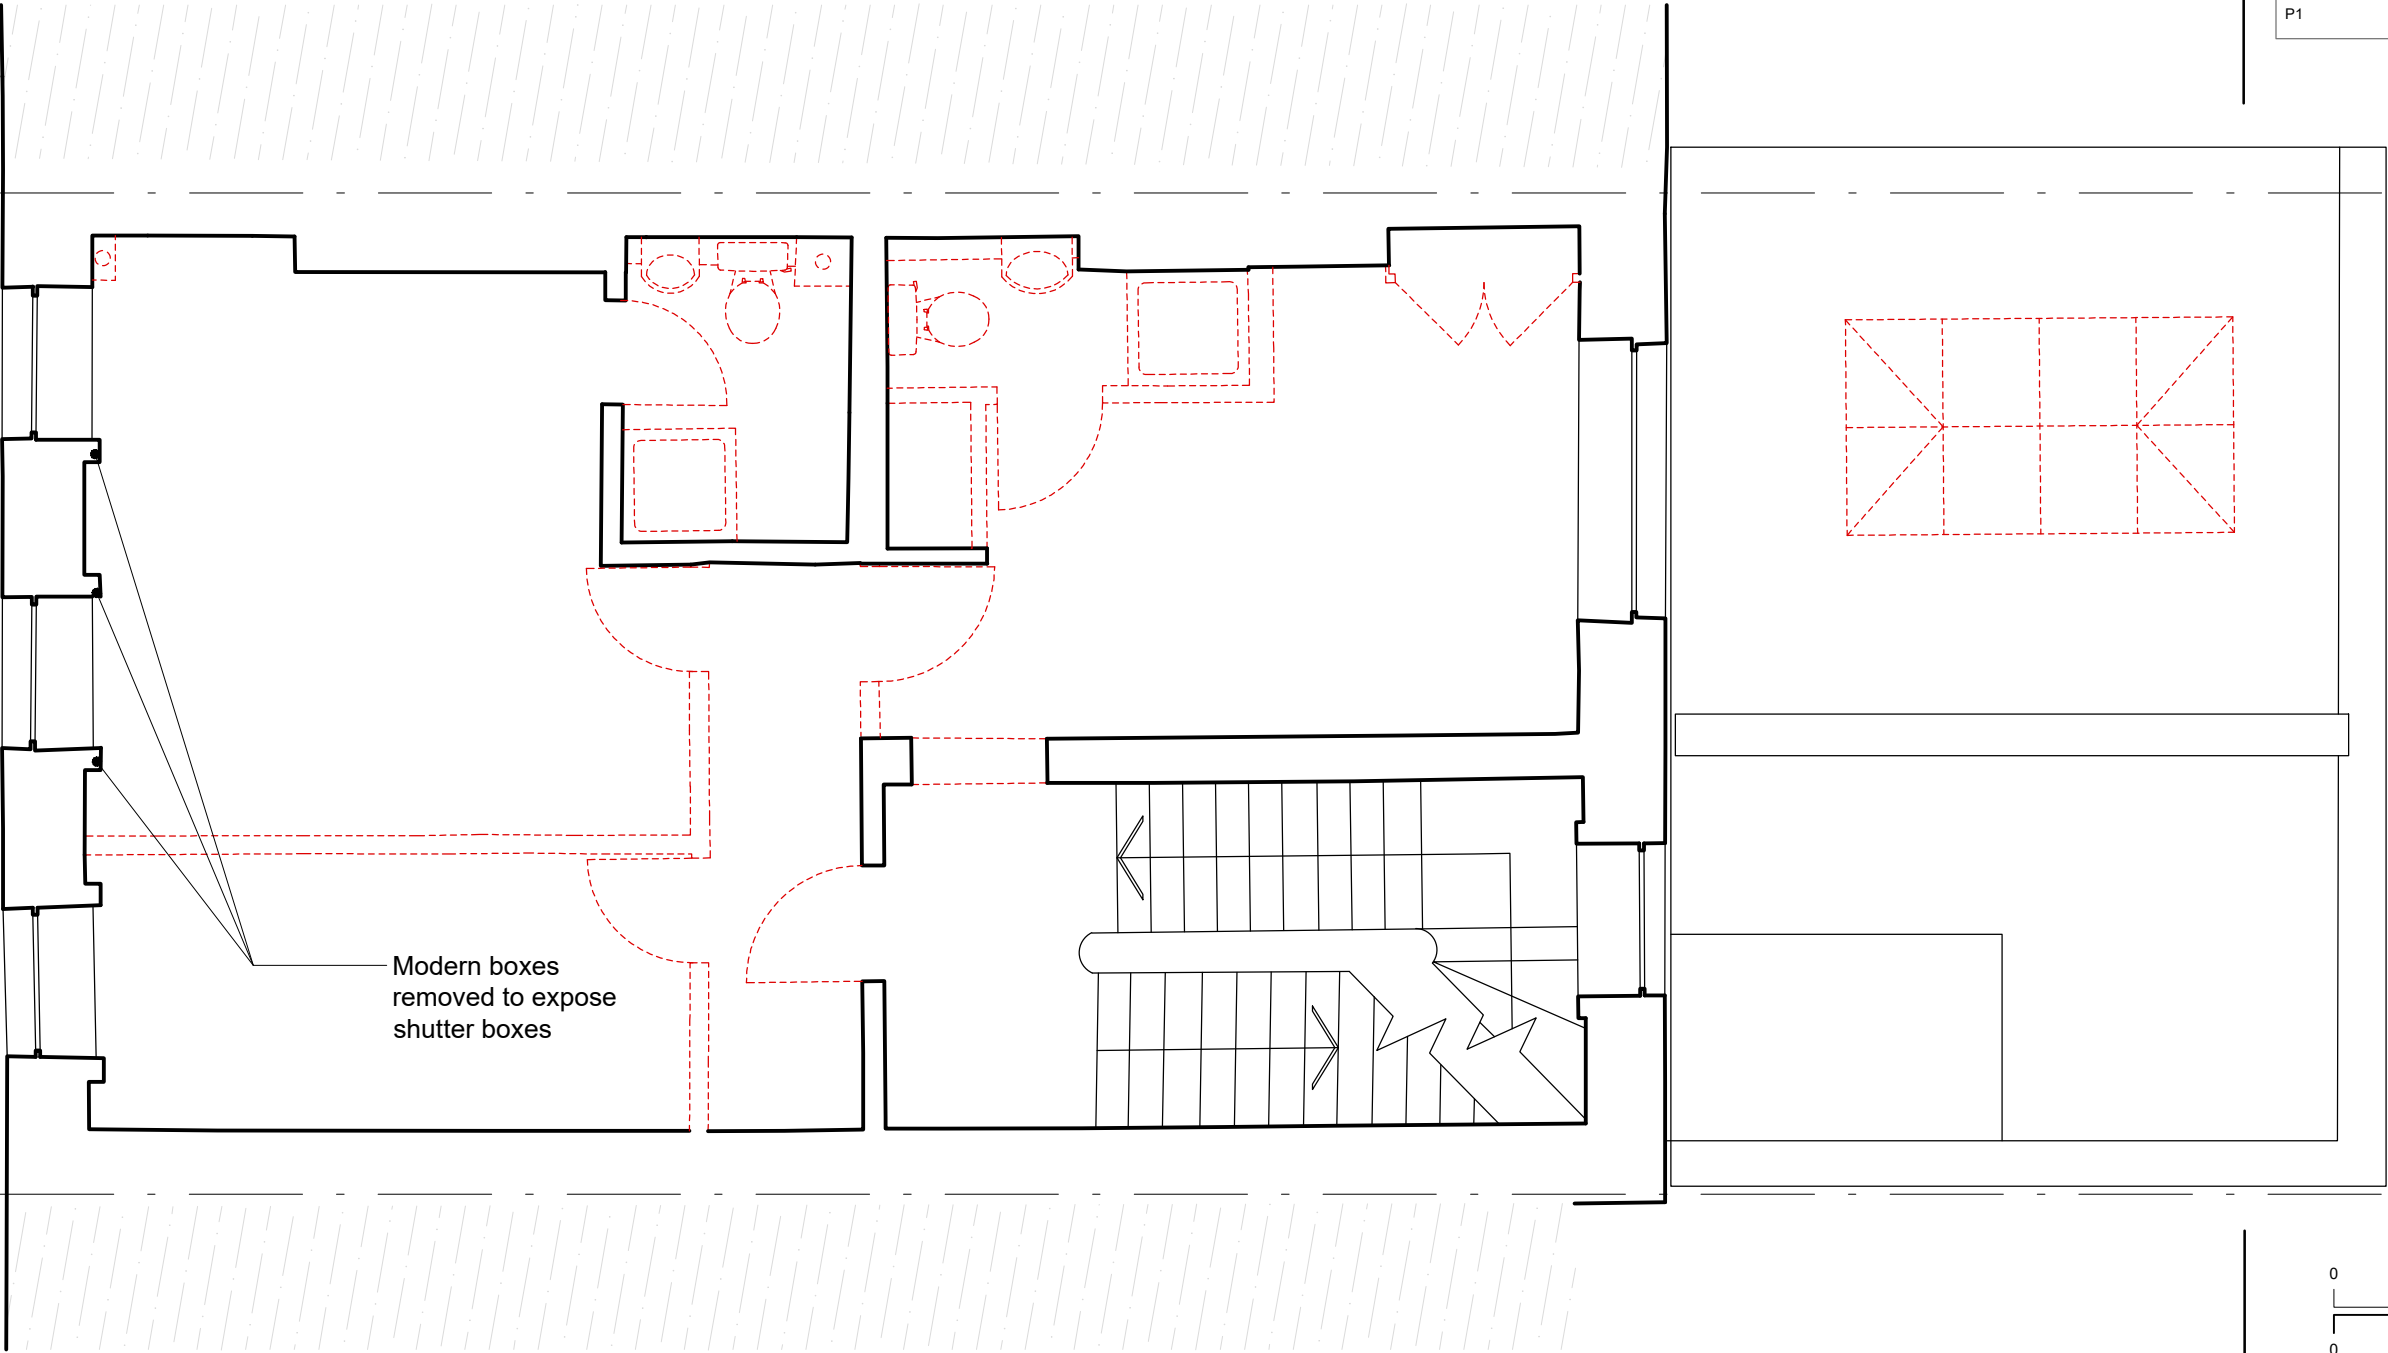 P1
Modern boxes
removed to expose
shutter boxes
0
0